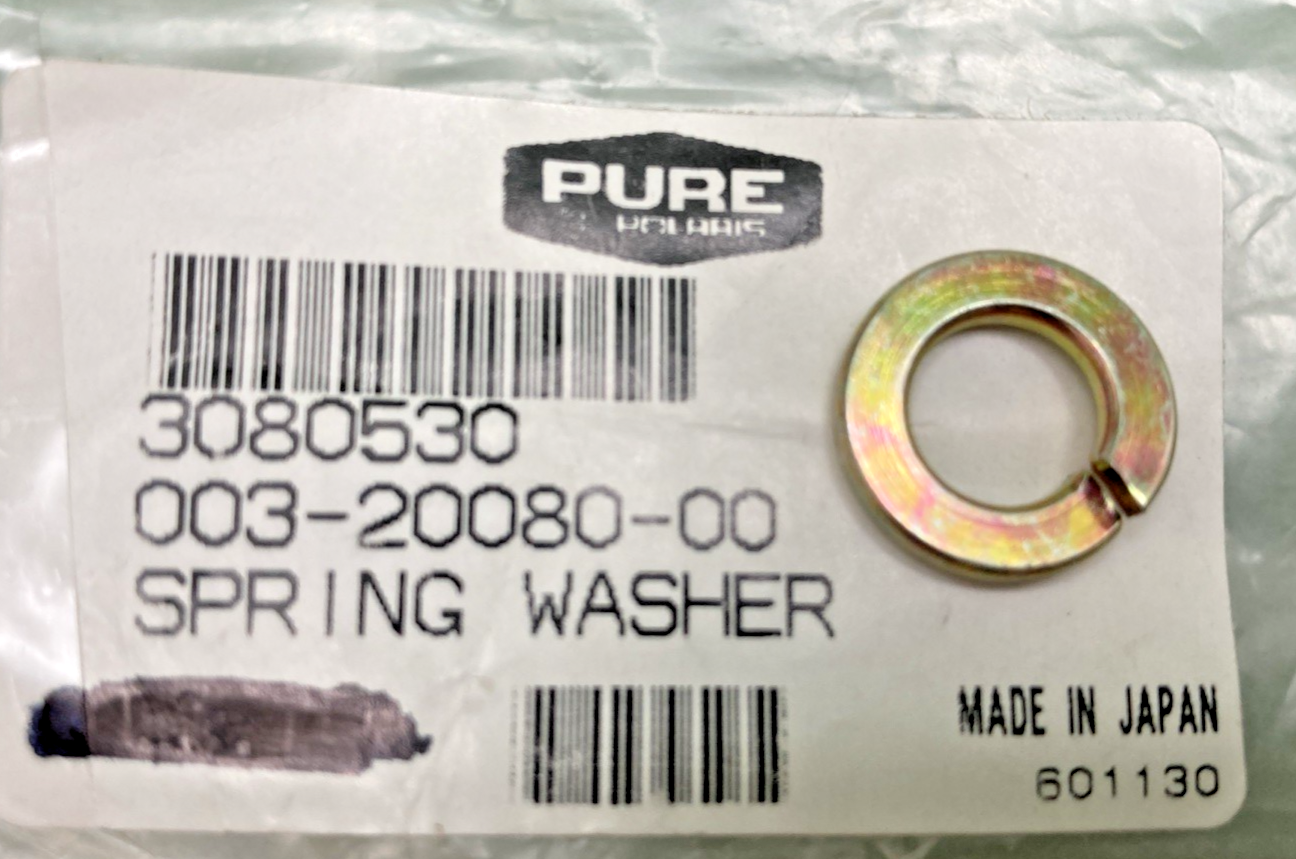 PURE
POLARIS
3080530
003-20080-00
SPRING WASHER
MADE IN JAPAN
601130